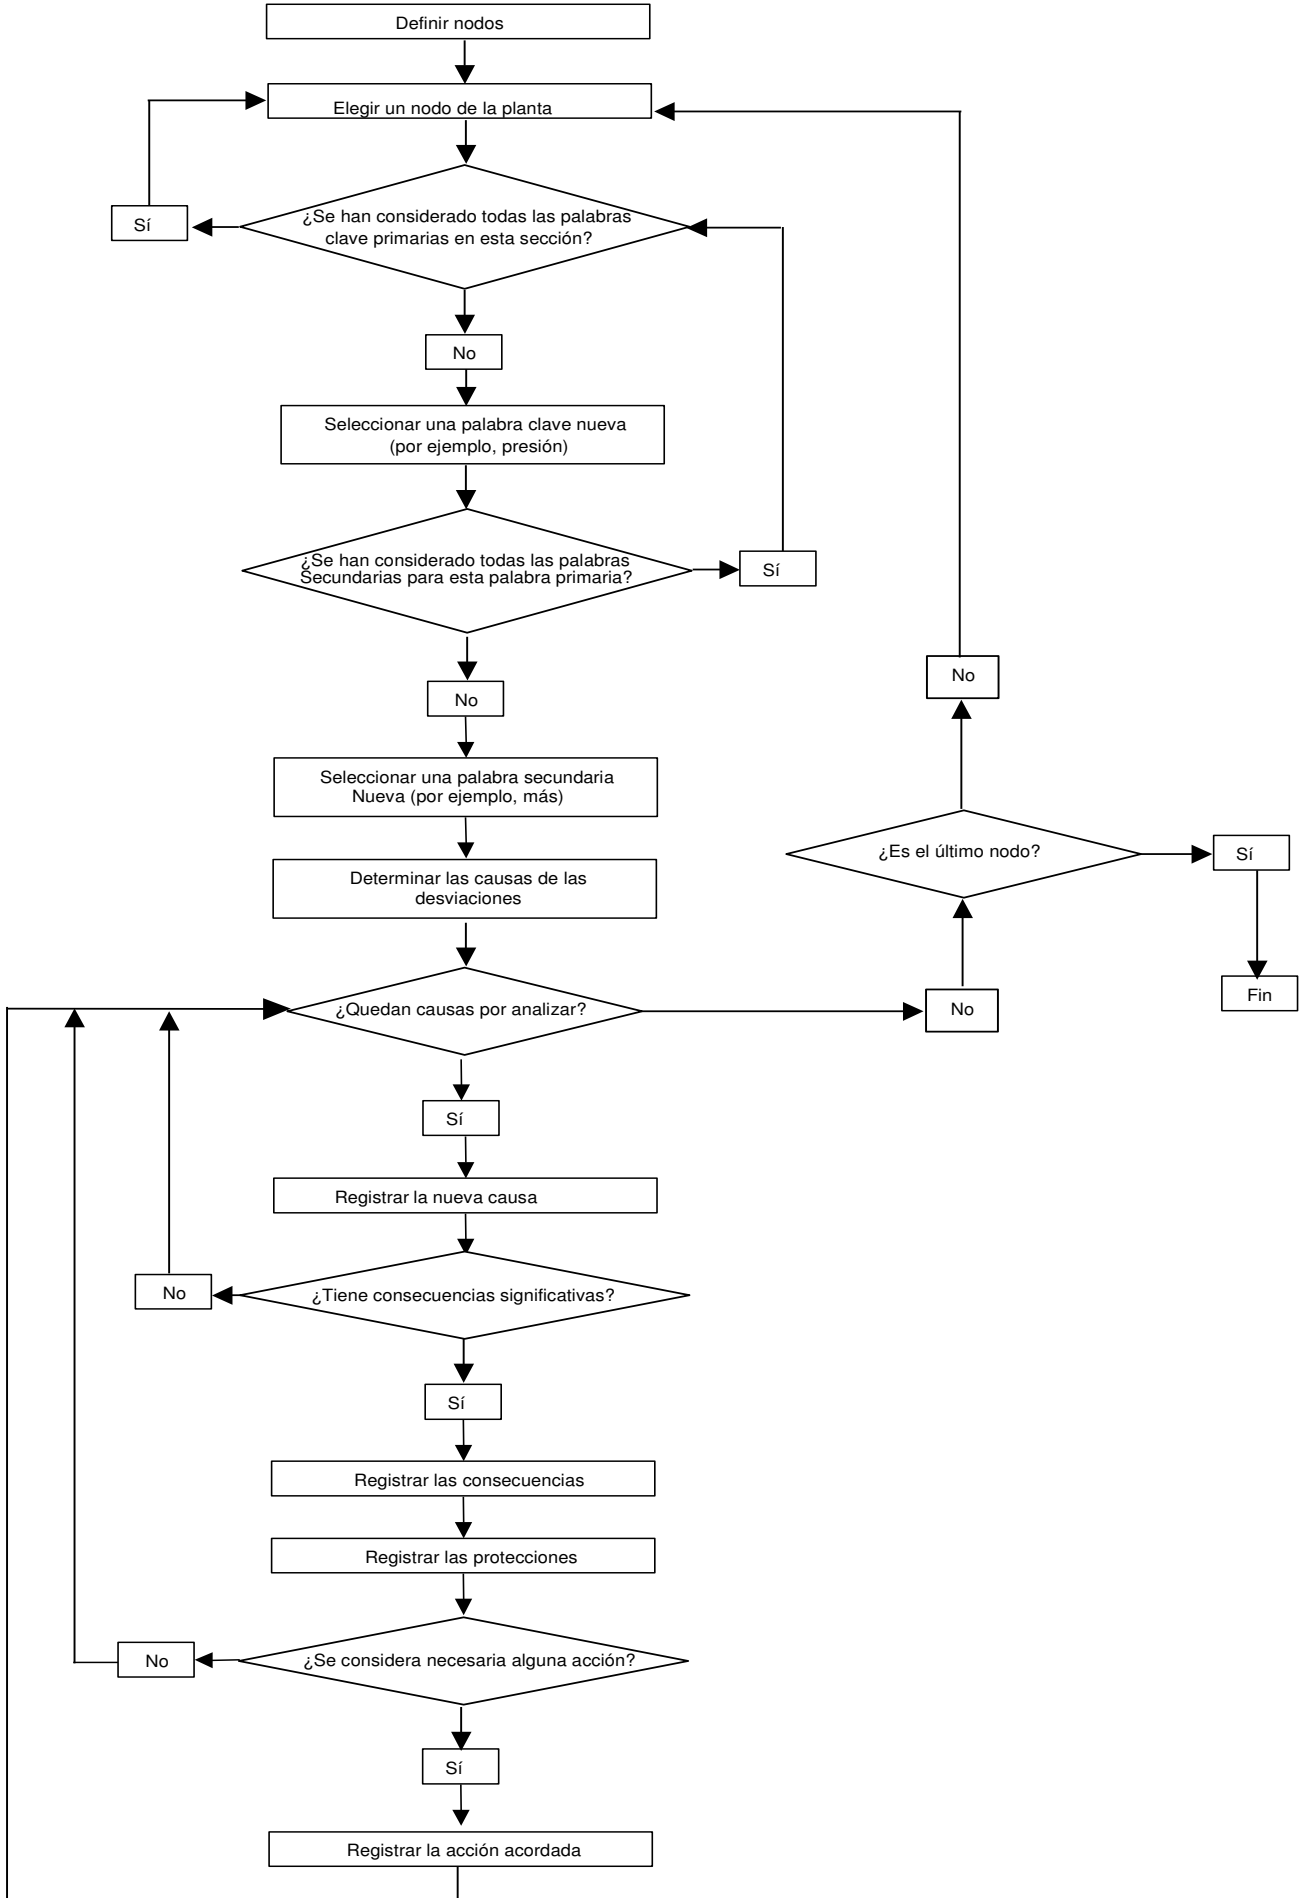 Definir nodos
Elegir un nodo de la planta
¿Se han considerado todas las palabras
clave primarias en esta sección?
Sí
No
Seleccionar una palabra clave nueva
(por ejemplo, presión)
¿Se han considerado todas las palabras
Secundarias para esta palabra primaria?
Sí
No
No
Seleccionar una palabra secundaria
Nueva (por ejemplo, más)
¿Es el último nodo?
Sí
Determinar las causas de las
desviaciones
Fin
¿Quedan causas por analizar?
No
Sí
Registrar la nueva causa
¿Tiene consecuencias significativas?
No
Sí
Registrar las consecuencias
Registrar las protecciones
¿Se considera necesaria alguna acción?
No
Sí
Registrar la acción acordada